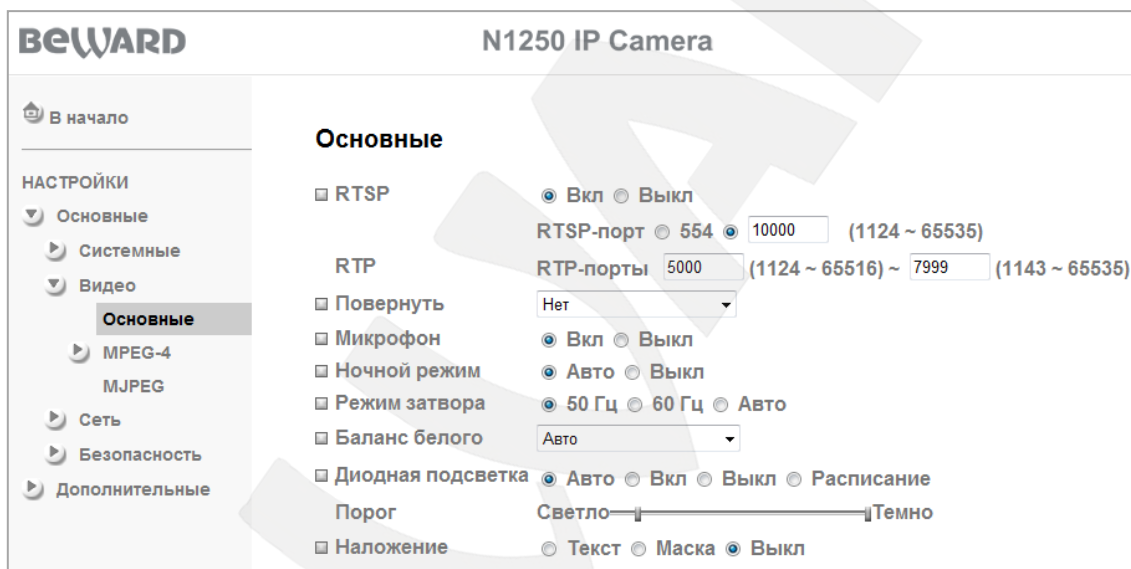 BEWARD
N1250 IP Camera
В начало
НАСТРОЙКИ
Основные
Системные
Видео
Основные
MPEG-4
MJPEG
Сеть
Безопасность
Дополнительные
Основные
RTSP Вкл Выкл
RTSP-порт 554 10000 (1124 ~ 65535)
RTP RTP-порты 5000 (1124 ~ 65516) ~ 7999 (1143 ~ 65535)
Повернуть Нет
Микрофон Вкл Выкл
Ночной режим Авто Выкл
Режим затвора 50 Гц 60 Гц Авто
Баланс белого Авто
Диодная подсветка Авто Вкл Выкл Расписание
Порог Светло Темно
Наложение Текст Маска Выкл